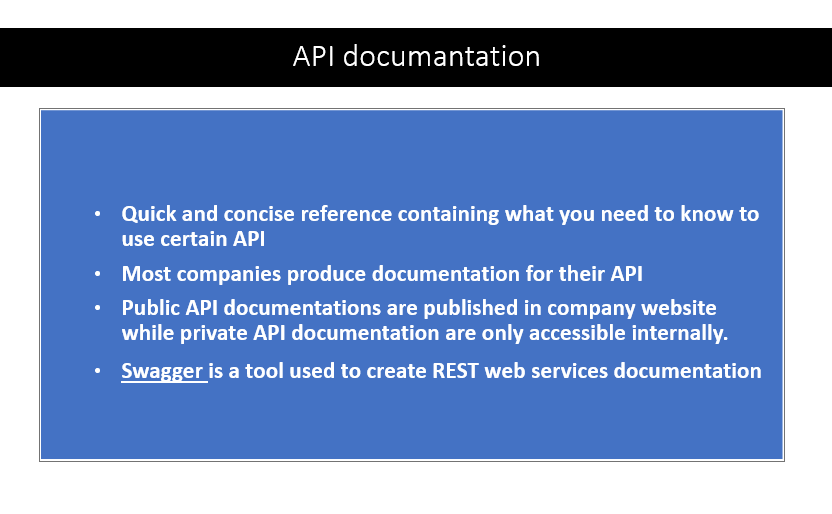 API documantation
• Quick and concise reference containing what you need to know to
use certain API
• Most companies produce documentation for their API
• Public API documentations are published in company website
while private API documentation are only accessible internally.
• Swagger is a tool used to create REST web services documentation